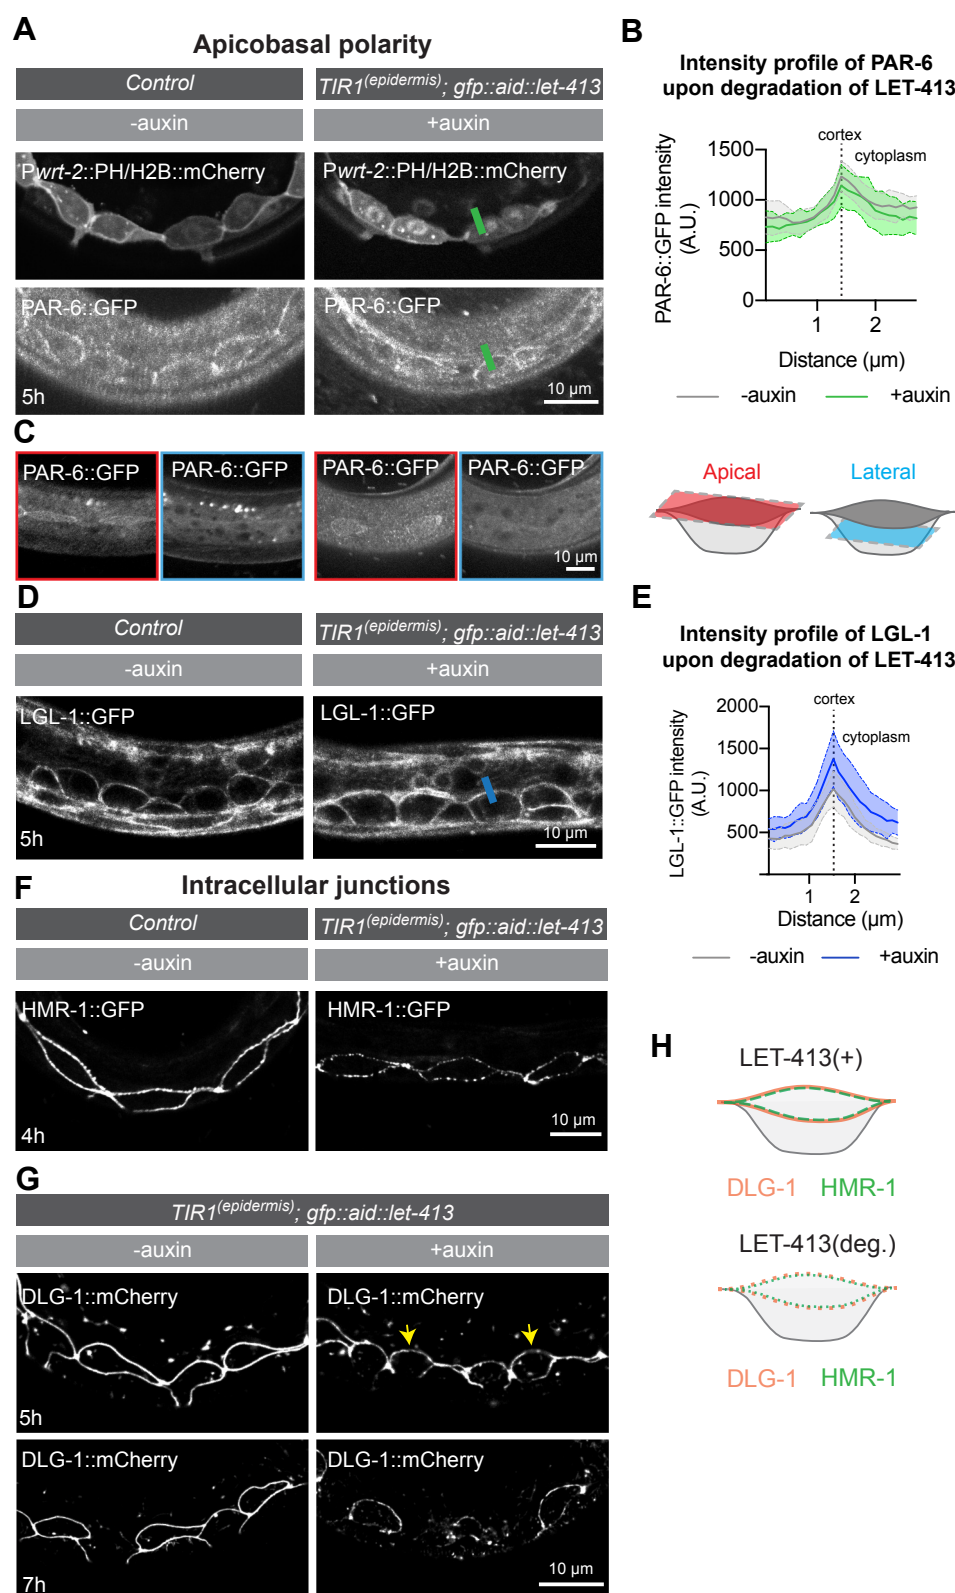 A
Apicobasal polarity
Control
TIR1(epidermis); gfp::aid::let-413
-auxin
+auxin
Pwrt-2::PH/H2B::mCherry
Pwrt-2::PH/H2B::mCherry
PAR-6::GFP
PAR-6::GFP
5h
10 µm
B
Intensity profile of PAR-6
upon degradation of LET-413
cortex
cytoplasm
PAR-6::GFP intensity
(A.U.)
1500
1000
500
0
1
2
Distance (µm)
-auxin
+auxin
C
PAR-6::GFP
PAR-6::GFP
PAR-6::GFP
PAR-6::GFP
10 µm
Apical
Lateral
D
Control
TIR1(epidermis); gfp::aid::let-413
-auxin
+auxin
LGL-1::GFP
LGL-1::GFP
5h
10 µm
E
Intensity profile of LGL-1
upon degradation of LET-413
cortex
cytoplasm
LGL-1::GFP intensity
(A.U.)
2000
1500
1000
500
1
2
Distance (µm)
-auxin
+auxin
F
Intracellular junctions
Control
TIR1(epidermis); gfp::aid::let-413
-auxin
+auxin
HMR-1::GFP
HMR-1::GFP
4h
10 µm
G
TIR1(epidermis); gfp::aid::let-413
-auxin
+auxin
DLG-1::mCherry
DLG-1::mCherry
5h
DLG-1::mCherry
DLG-1::mCherry
7h
10 µm
H
LET-413(+)
DLG-1 HMR-1
LET-413(deg.)
DLG-1 HMR-1